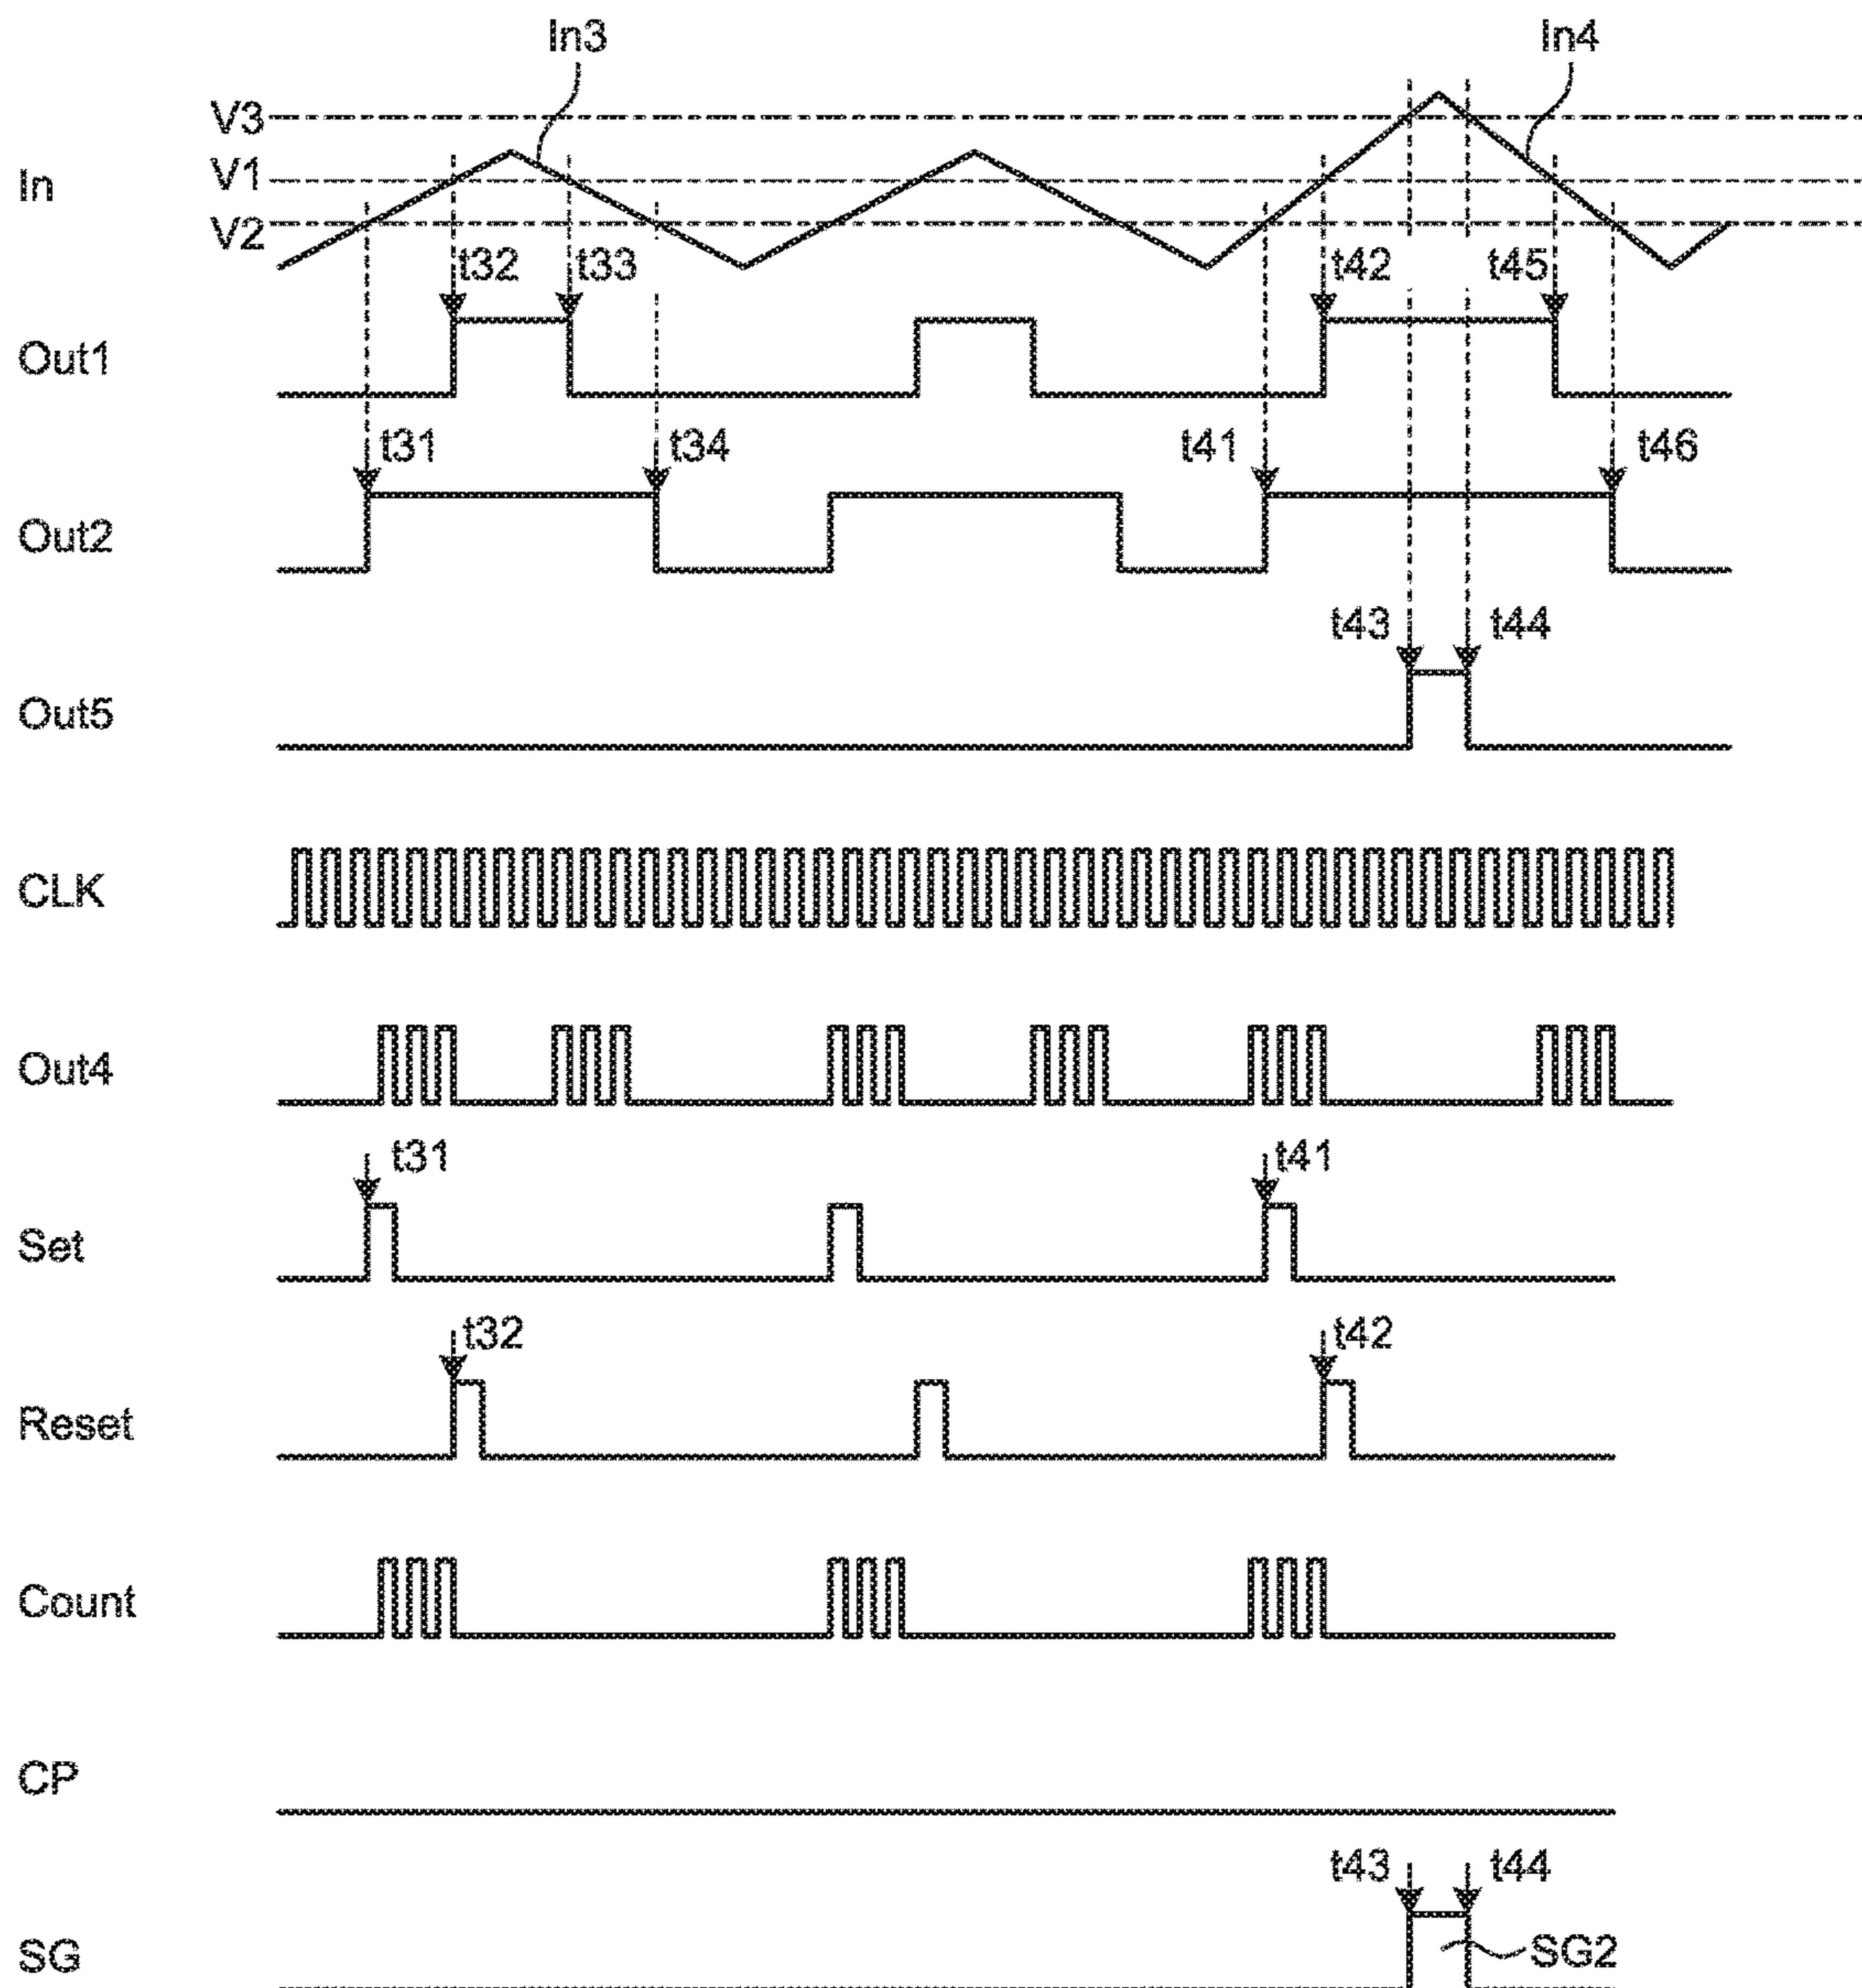 In3
In4
V3
V1
In
V2
t32
t33
t42
t45
Out1
t31
t34
t41
t46
Out2
t43
t44
Out5
CLK
Out4
t31
t41
Set
t32
t42
Reset
Count
CP
t43
t44
SG
SG2